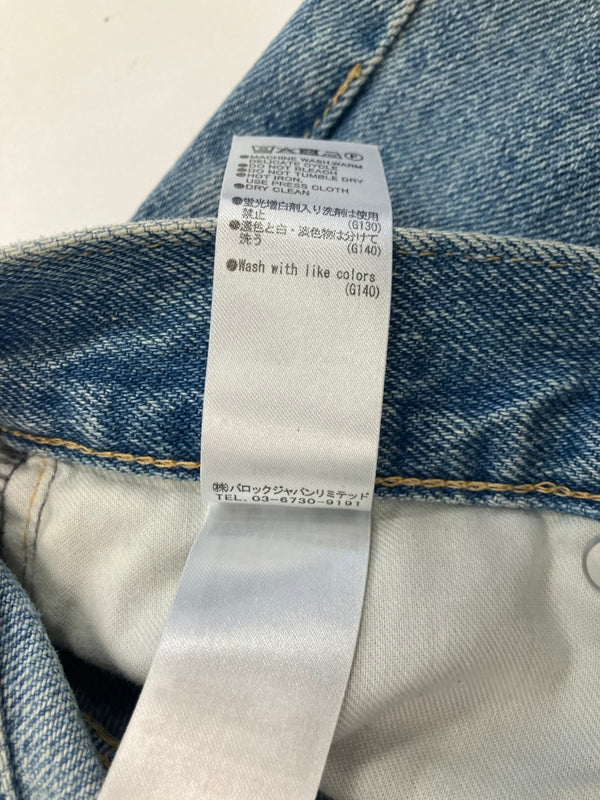 ●MACHINE WASH,WARM
DELICATE CYCLE
●DO NOT BLEACH
●DO NOT TUMBLE DRY
●HOT IRON.
USE PRESS CLOTH
●DRY CLEAN
●蛍光増白剤入り洗剤は使用
禁止 (G130)
●濃色と白・淡色物は分けて
洗う (G140)
●Wash with like colors
(G140)
(株)バロックジャパンリミテッド
TEL. 03-6730-9191